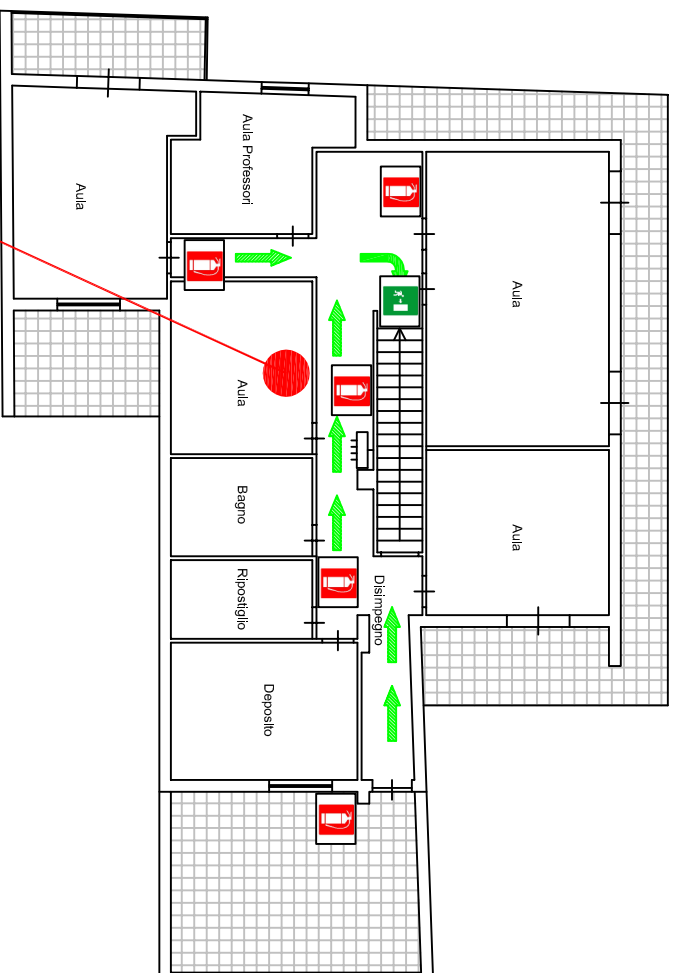 Aula Professori
Aula
Aula
Aula
Bagno
Aula
Ripostiglio
Disimpegno
Deposito